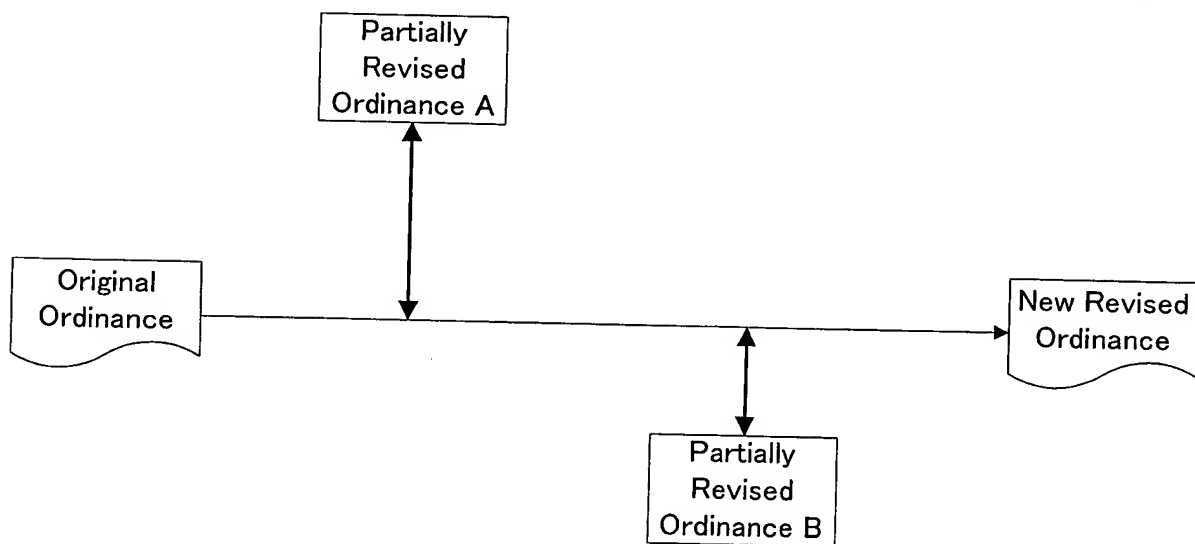 Partially
Revised
Ordinance A
Original
Ordinance
New Revised
Ordinance
Partially
Revised
Ordinance B